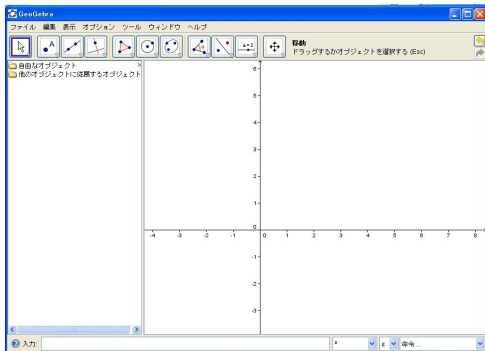 GeoGebra
ファイル 編集 表示 オプション ツール ウィンドウ ヘルプ
A
a=2
移動
ドラッグするかオブジェクトを選択する (Esc)
自由なオブジェクト
他のオブジェクトに従属するオブジェクト
6
5
4
3
2
1
0
-4 -3 -2 -1 0 1 2 3 4 5 6 7 8
-1
-2
-3
入力:
命令 ...